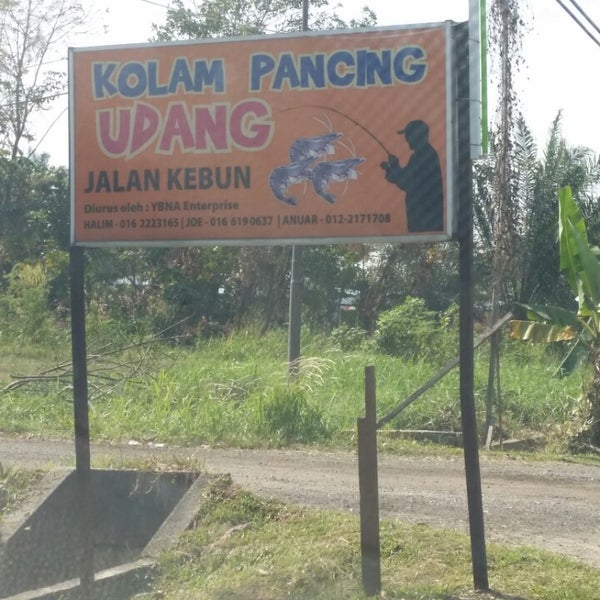 KOLAM PANCING
UDANG
JALAN KEBUN
Diurus oleh : YBNA Enterprise
HALIM - 016 2223165 | JOE - 016 6190637 | ANUAR - 012-2171708